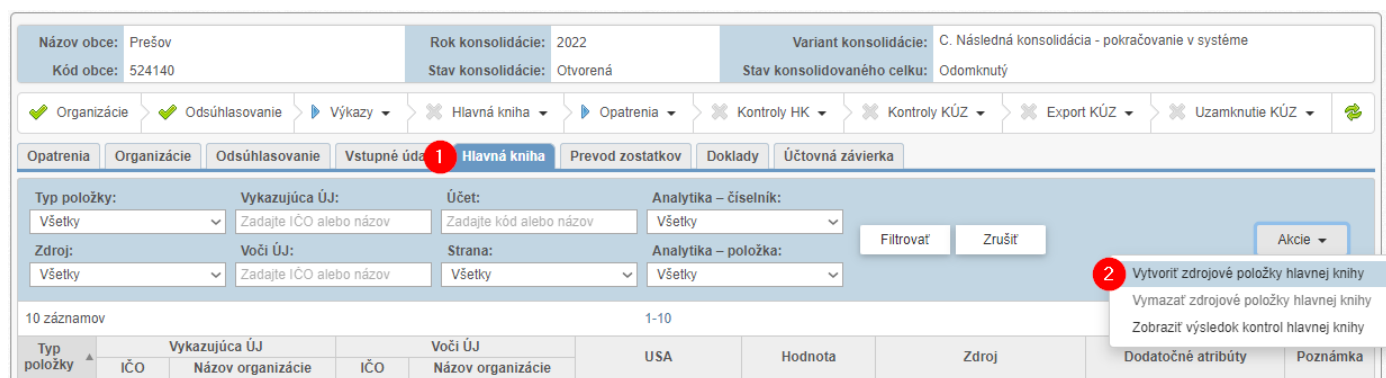 Názov obce: Prešov Rok konsolidácie: 2022 Variant konsolidácie: C. Následná konsolidácia - pokračovanie v systéme
Kód obce: 524140 Stav konsolidácie: Otvorená Stav konsolidovaného celku: Odomknutý
Organizácie Odsúhlasovanie Výkazy Hlavná kniha Opatrenia Kontroly HK Kontroly KÚZ Export KÚZ Uzamknutie KÚZ
Opatrenia Organizácie Odsúhlasovanie Vstupné úda 1 Hlavná kniha Prevod zostatkov Doklady Účtovná závierka
Typ položky: Vykazujúca ÚJ: Účet: Analytika – číselník:
Všetky Zadajte IČO alebo názov Zadajte kód alebo názov Všetky
Filtrovať Zrušiť Akcie
Zdroj: Voči ÚJ: Strana: Analytika – položka:
Všetky Zadajte IČO alebo názov Všetky Všetky
2 Vytvoriť zdrojové položky hlavnej knihy
Vymazať zdrojové položky hlavnej knihy
Zobraziť výsledok kontrol hlavnej knihy
10 záznamov 1-10
Typ položky Vykazujúca ÚJ Voči ÚJ USA Hodnota Zdroj Dodatočné atribúty Poznámka
IČO Názov organizácie IČO Názov organizácie